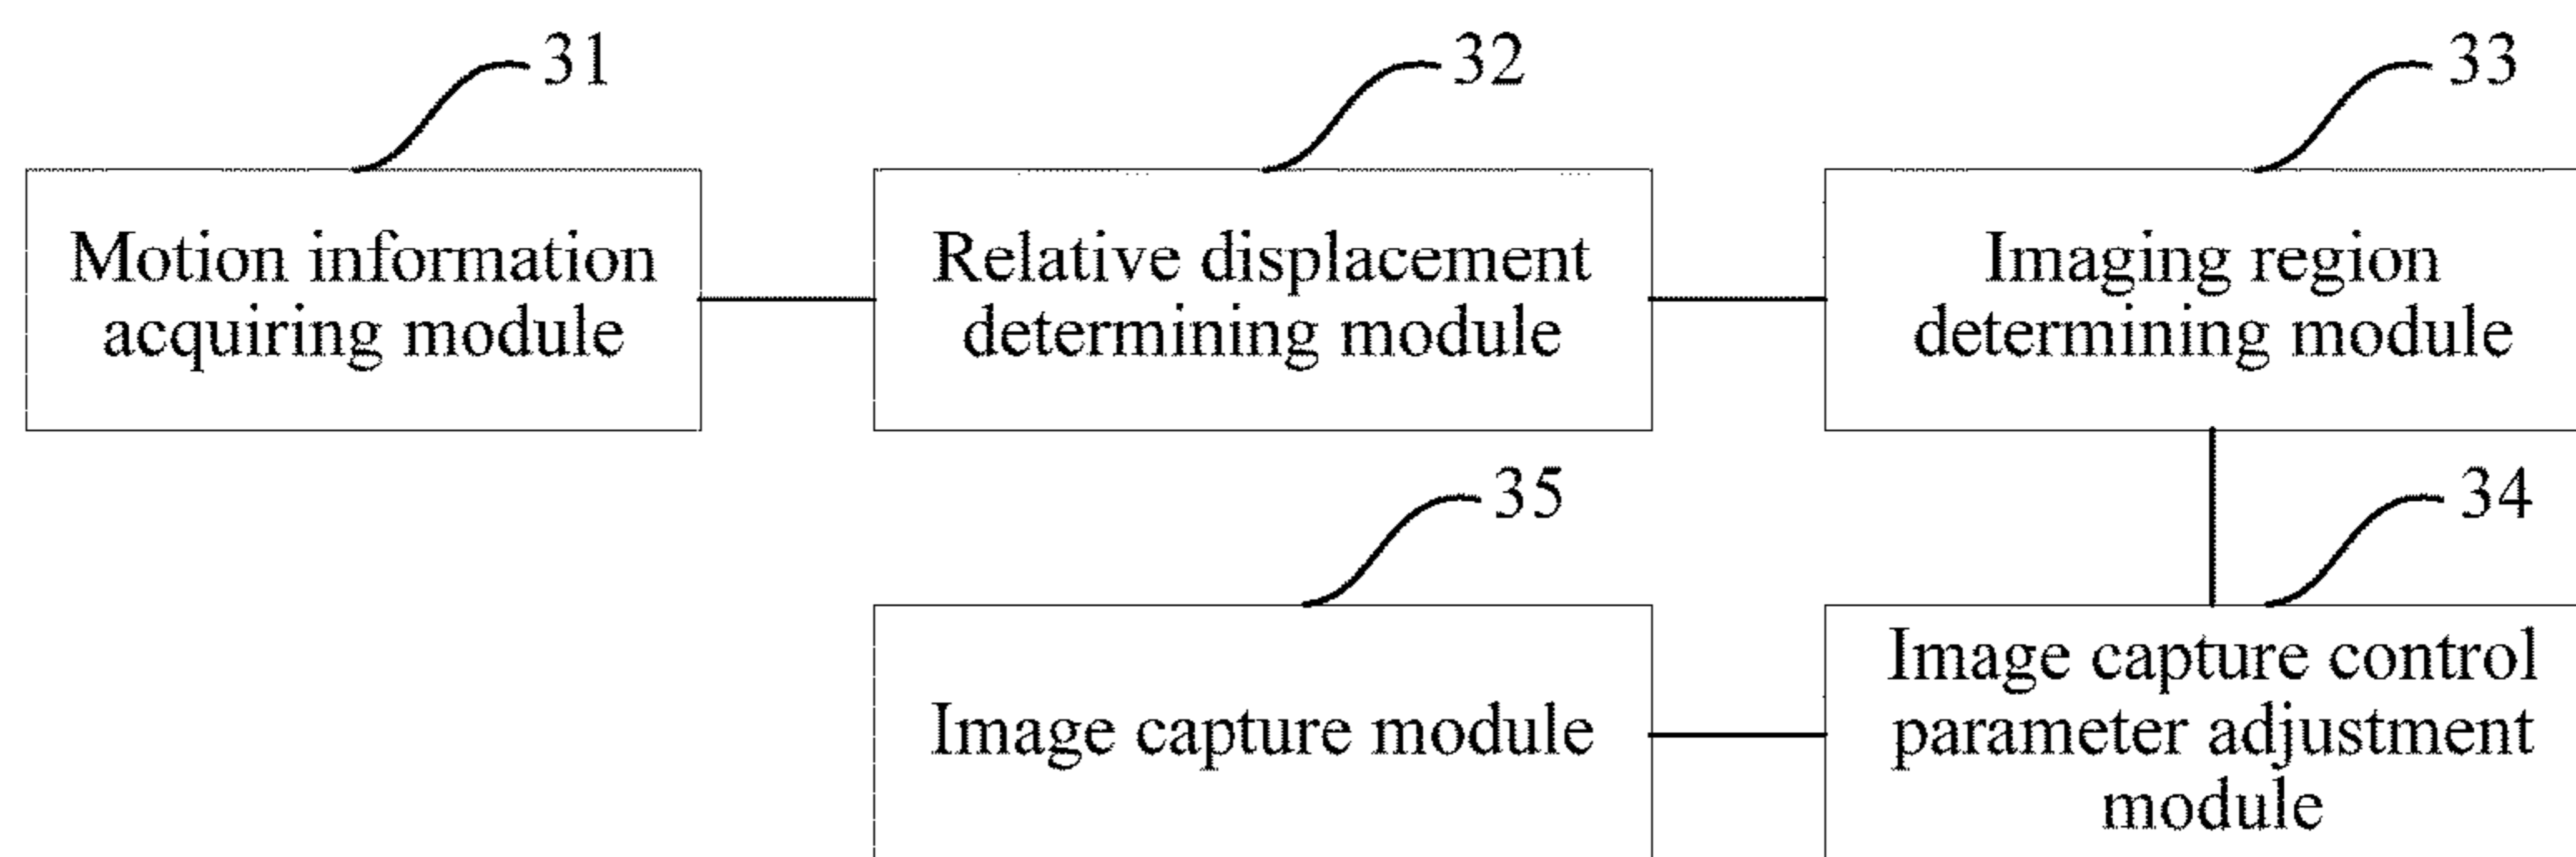 31
32
33
Motion information
acquiring module
Relative displacement
determining module
Imaging region
determining module
35
34
Image capture module
Image capture control
parameter adjustment
module